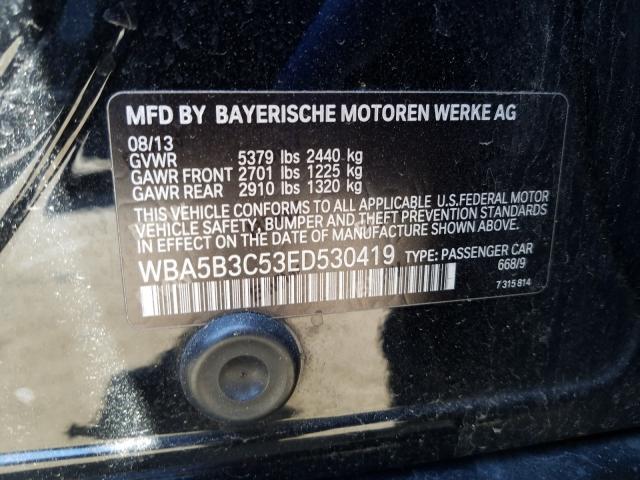 MFD BY BAYERISCHE MOTOREN WERKE AG
08/13
GVWR 5379 lbs 2440 kg
GAWR FRONT 2701 lbs 1225 kg
GAWR REAR 2910 lbs 1320 kg
THIS VEHICLE CONFORMS TO ALL APPLICABLE U.S.FEDERAL MOTOR
VEHICLE SAFETY, BUMPER AND THEFT PREVENTION STANDARDS
IN EFFECT ON THE DATE OF MANUFACTURE SHOWN ABOVE.
WBA5B3C53ED530419 TYPE: PASSENGER CAR
668/9
7 315 814